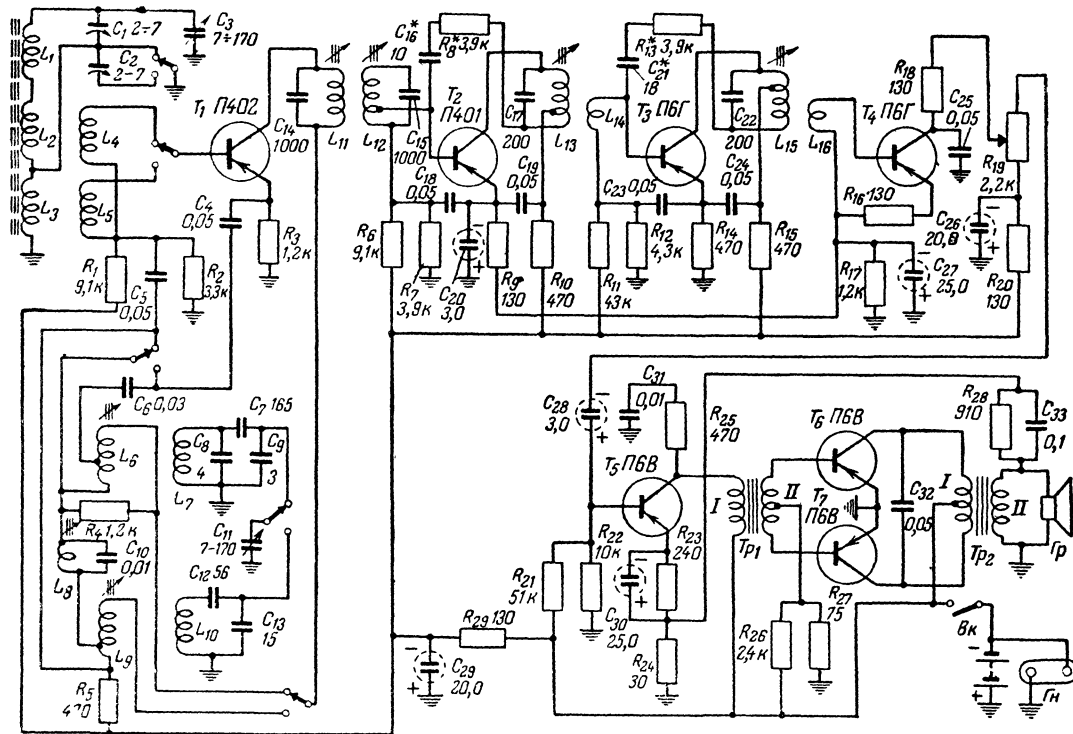 L₁
C₁ 2÷7
C₃
7÷170
C₂
2-7
L₂
L₃
L₄
L₅
T₁ П402
C₄
0,05
R₁
9,1к
C₅
0,05
R₂
3,3к
R₃
1,2к
C₁₄
1000
L₁₁
C₁₆*
10
R₈* 3,9к
L₁₂
C₁₅
1000
T₂
П401
C₁₇
200
L₁₃
C₁₈
0,05
C₁₉
0,05
R₆
9,1к
R₇
3,9к
C₂₀
3,0
R₉*
130
R₁₀
470
R₁₃* 3,9к
C₂₁*
18
L₁₄
T₃ П6Г
C₂₂
200
L₁₅
C₂₃ 0,05
C₂₄
0,05
R₁₁
43к
R₁₂
4,3к
R₁₄
470
R₁₅
470
L₁₆
T₄ П6Г
R₁₈
130
C₂₅
0,05
R₁₉
2,2к
R₁₆ 130
R₁₇
1,2к
C₂₆
20,0
C₂₇
25,0
R₂₀
130
C₆ 0,03
L₆
C₇ 165
C₈
4
C₉
3
L₇
R₄ 1,2к
C₁₀
0,01
L₈
C₁₁
7-170
C₁₂ 56
L₁₀
C₁₃
15
L₉
R₅
470
C₂₈
3,0
C₃₁
0,01
R₂₅
470
T₅ П6В
R₂₁
51к
R₂₂
10к
R₂₃
240
C₃₀
25,0
R₂₄
30
R₂₉ 130
C₂₉
20,0
I
II
Тр₁
T₆ П6В
T₇
П6В
C₃₂
0,05
R₂₆
2,4к
R₂₇
75
I
II
Тр₂
R₂₈
910
C₃₃
0,1
Гр
Вк
Гн